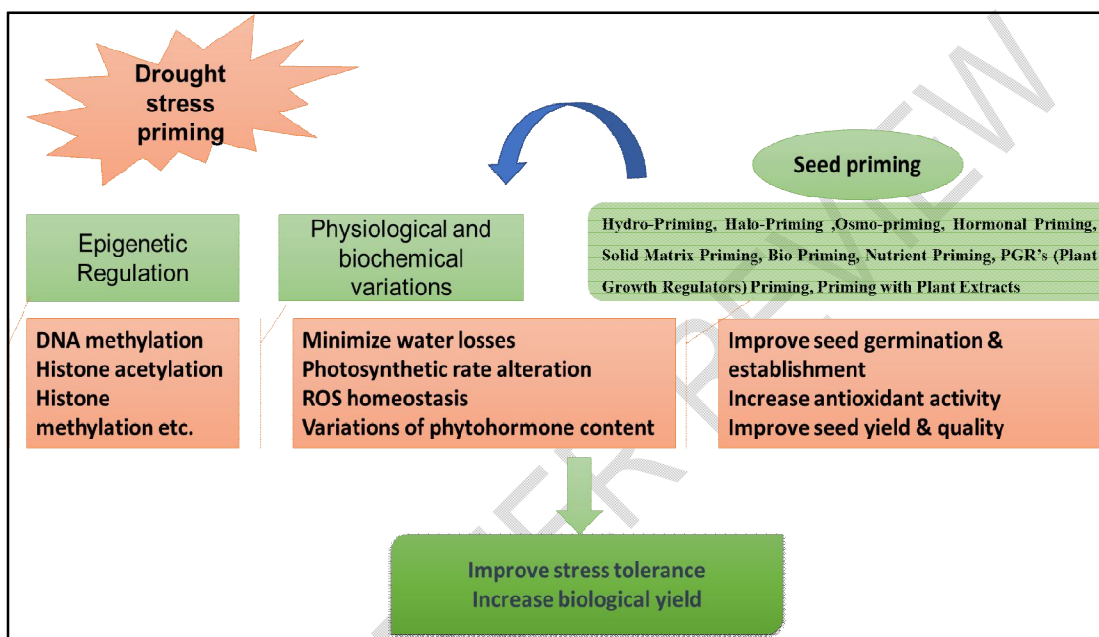 Drought
stress
priming
Seed priming
Epigenetic
Regulation
Physiological and
biochemical
variations
Hydro-Priming, Halo-Priming ,Osmo-priming, Hormonal Priming,
Solid Matrix Priming, Bio Priming, Nutrient Priming, PGR's (Plant
Growth Regulators) Priming, Priming with Plant Extracts
DNA methylation
Histone acetylation
Histone
methylation etc.
Minimize water losses
Photosynthetic rate alteration
ROS homeostasis
Variations of phytohormone content
Improve seed germination &
establishment
Increase antioxidant activity
Improve seed yield & quality
Improve stress tolerance
Increase biological yield
ER REVIEW